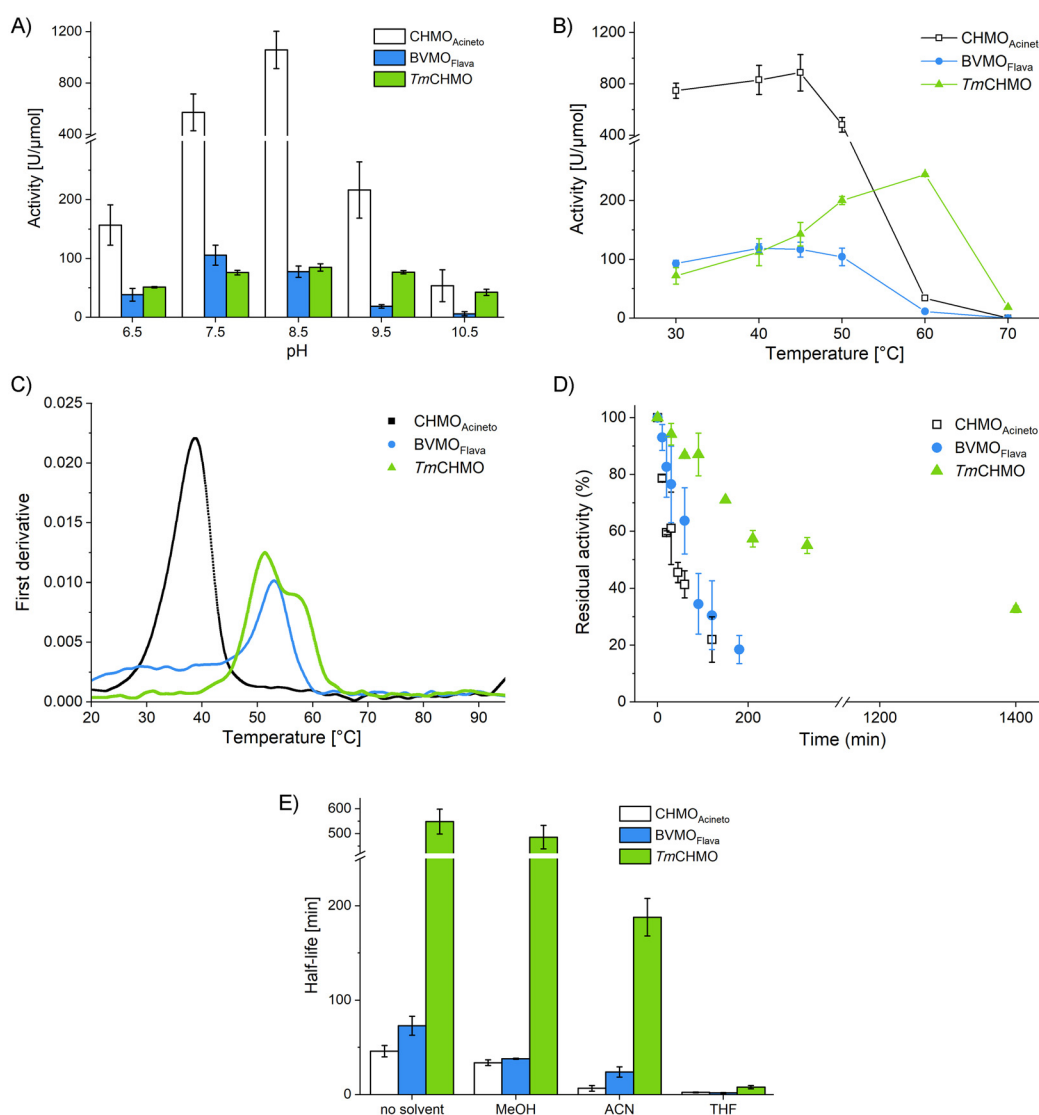 A)
1200
800
400
200
100
0
Activity [U/µmol]
6.5
7.5
8.5
9.5
10.5
pH
CHMOAcineto
BVMOFlava
TmCHMO
B)
1200
800
400
200
100
0
Activity [U/µmol]
30
40
50
60
70
Temperature [°C]
CHMOAcinet
BVMOFlava
TmCHMO
C)
0.025
0.020
0.015
0.010
0.005
0.000
First derivative
20
30
40
50
60
70
80
90
Temperature [°C]
CHMOAcineto
BVMOFlava
TmCHMO
D)
100
80
60
40
20
0
Residual activity (%)
0
200
1200
1400
Time (min)
CHMOAcineto
BVMOFlava
TmCHMO
E)
600
500
200
100
0
Half-life [min]
no solvent
MeOH
ACN
THF
CHMOAcineto
BVMOFlava
TmCHMO